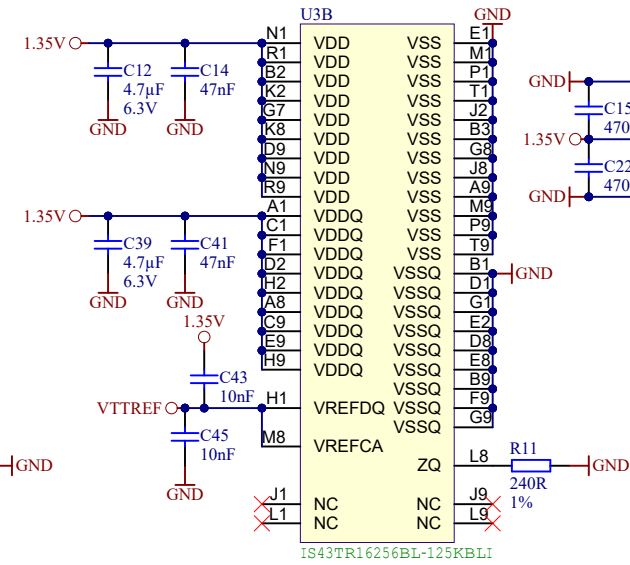 U3B
GND
1.35V
C12
4.7µF
6.3V
GND
C14
47nF
GND
N1 VDD VSS E1
R1 VDD VSS M1
B2 VDD VSS P1
K2 VDD VSS T1
G7 VDD VSS J2
K8 VDD VSS B3
D9 VDD VSS G8
N9 VDD VSS J8
R9 VDD VSS A9
A1 VDDQ VSS M9
C1 VDDQ VSS P9
F1 VDDQ VSS T9
D2 VDDQ VSSQ B1
H2 VDDQ VSSQ D1
A8 VDDQ VSSQ G1
C9 VDDQ VSSQ E2
E9 VDDQ VSSQ D8
H9 VDDQ VSSQ E8
VSSQ B9
H1 VREFDQ VSSQ F9
VSSQ G9
M8 VREFCA
ZQ L8
J1 NC NC J9
L1 NC NC L9
IS43TR16256BL-125KBLI
1.35V
C39
4.7µF
6.3V
GND
C41
47nF
GND
1.35V
C43
10nF
VTTREF
C45
10nF
GND
GND
GND
R11
240R
1%
GND
GND
C15
470
1.35V
C22
470
GND